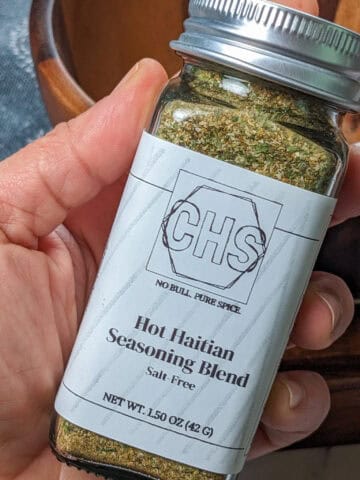 CHS
NO BULL. PURE SPICE.
Hot Haitian
Seasoning Blend
Salt-Free
NET WT. 1.50 OZ (42 G)